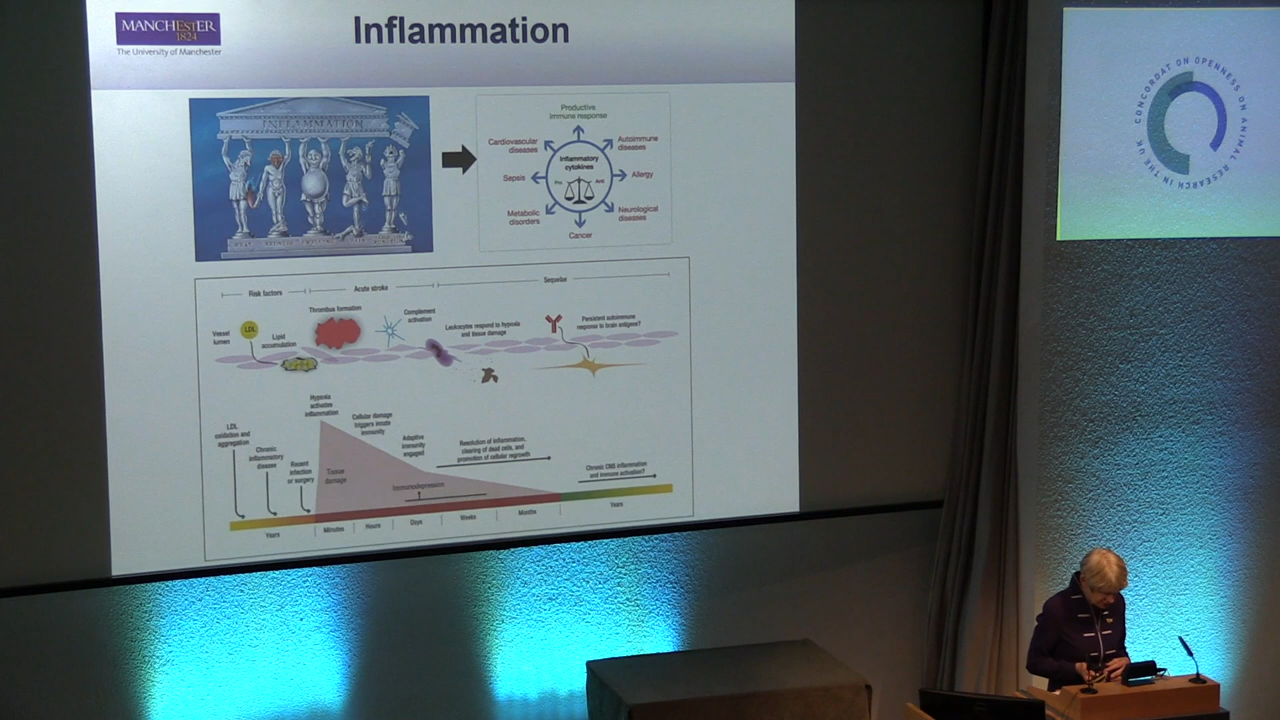 MANCHESTER
1824
The University of Manchester
Inflammation
INFLAMMATION
Productive
immune response
Cardiovascular
diseases
Autoimmune
diseases
Inflammatory
cytokines
Pro
Anti
Sepsis
Allergy
Metabolic
disorders
Neurological
diseases
Cancer
Risk factors
Acute stroke
Sequelae
Thrombus formation
Complement
activation
Vessel
lumen
LDL
Lipid
accumulation
Leukocytes respond to hypoxia
and tissue damage
Persistent autoimmune
response to brain antigens?
Hypoxia
activates
inflammation
LDL
oxidation and
aggregation
Chronic
inflammatory
disease
Recent
infection
or surgery
Cellular damage
triggers innate
immunity
Adaptive
immunity
engaged
Resolution of inflammation,
clearing of dead cells, and
promotion of cellular regrowth
Tissue
damage
Immunodepression
Chronic CNS inflammation
and immune activation?
Years
Minutes
Hours
Days
Weeks
Months
Years
CONCORDAT ON OPENNESS ON ANIMAL RESEARCH IN THE UK